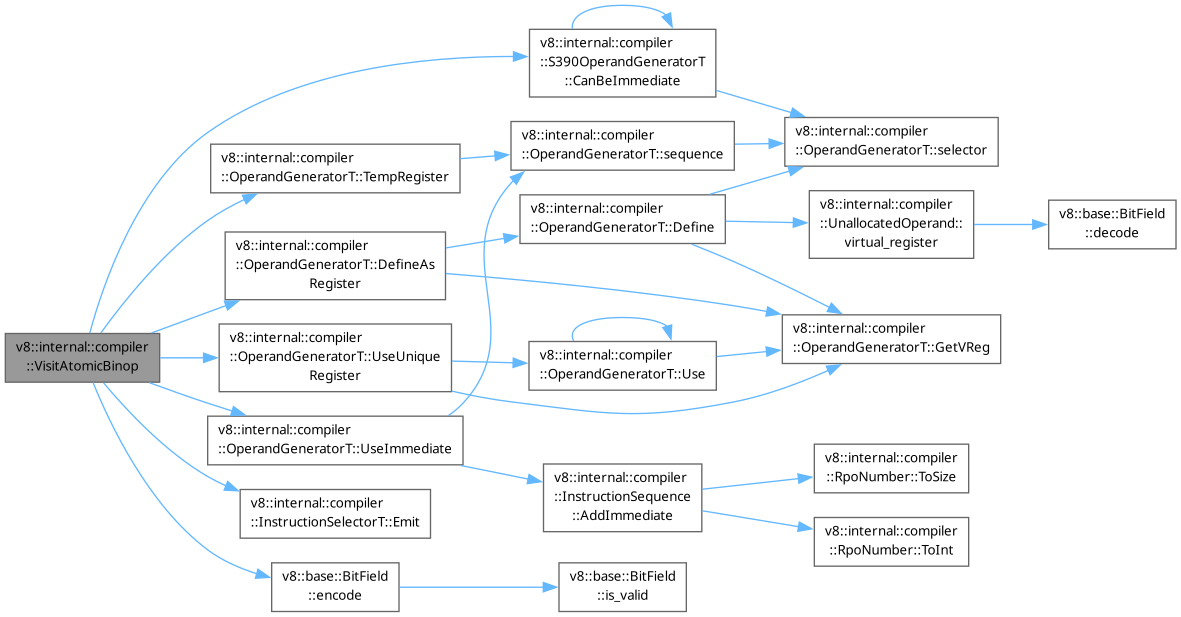 v8::internal::compiler
::VisitAtomicBinop
v8::internal::compiler
::S390OperandGeneratorT
::CanBeImmediate
v8::internal::compiler
::OperandGeneratorT::selector
v8::internal::compiler
::OperandGeneratorT::TempRegister
v8::internal::compiler
::OperandGeneratorT::sequence
v8::internal::compiler
::OperandGeneratorT::DefineAs
Register
v8::internal::compiler
::OperandGeneratorT::Define
v8::internal::compiler
::UnallocatedOperand::
virtual_register
v8::base::BitField
::decode
v8::internal::compiler
::OperandGeneratorT::GetVReg
v8::internal::compiler
::OperandGeneratorT::UseUnique
Register
v8::internal::compiler
::OperandGeneratorT::Use
v8::internal::compiler
::OperandGeneratorT::UseImmediate
v8::internal::compiler
::InstructionSequence
::AddImmediate
v8::internal::compiler
::RpoNumber::ToSize
v8::internal::compiler
::RpoNumber::ToInt
v8::internal::compiler
::InstructionSelectorT::Emit
v8::base::BitField
::encode
v8::base::BitField
::is_valid